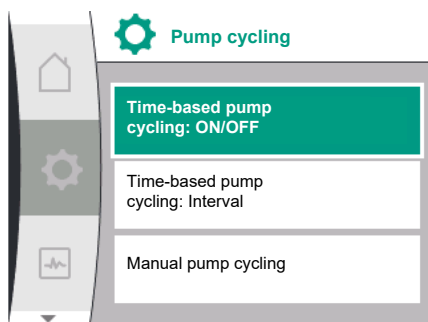 Pump cycling
Time-based pump
cycling: ON/OFF
Time-based pump
cycling: Interval
Manual pump cycling